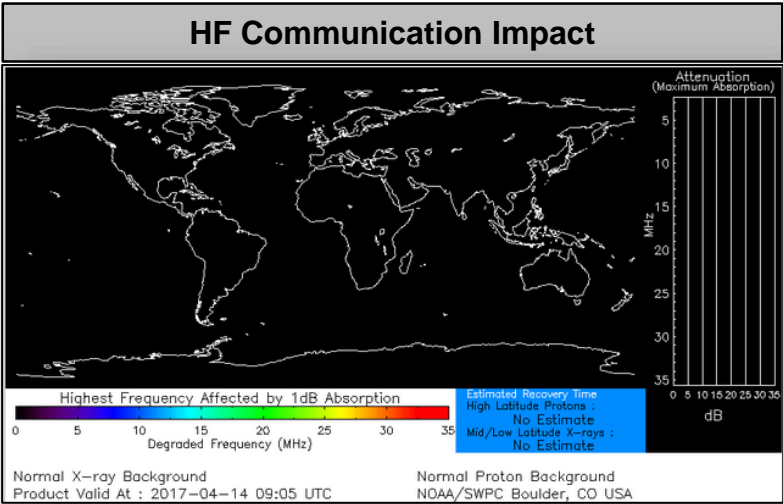 HF Communication Impact
Attenuation
(Maximum Absorption)
5
10
15
20
25
30
35
MHz
0 5 10 15 20 25 30 35
dB
Highest Frequency Affected by 1dB Absorption
0 5 10 15 20 25 30 35
Degraded Frequency (MHz)
Estimated Recovery Time
High Latitude Protons :
No Estimate
Mid/Low Latitude X-rays :
No Estimate
Normal X-ray Background
Product Valid At : 2017-04-14 09:05 UTC
Normal Proton Background
NOAA/SWPC Boulder, CO USA